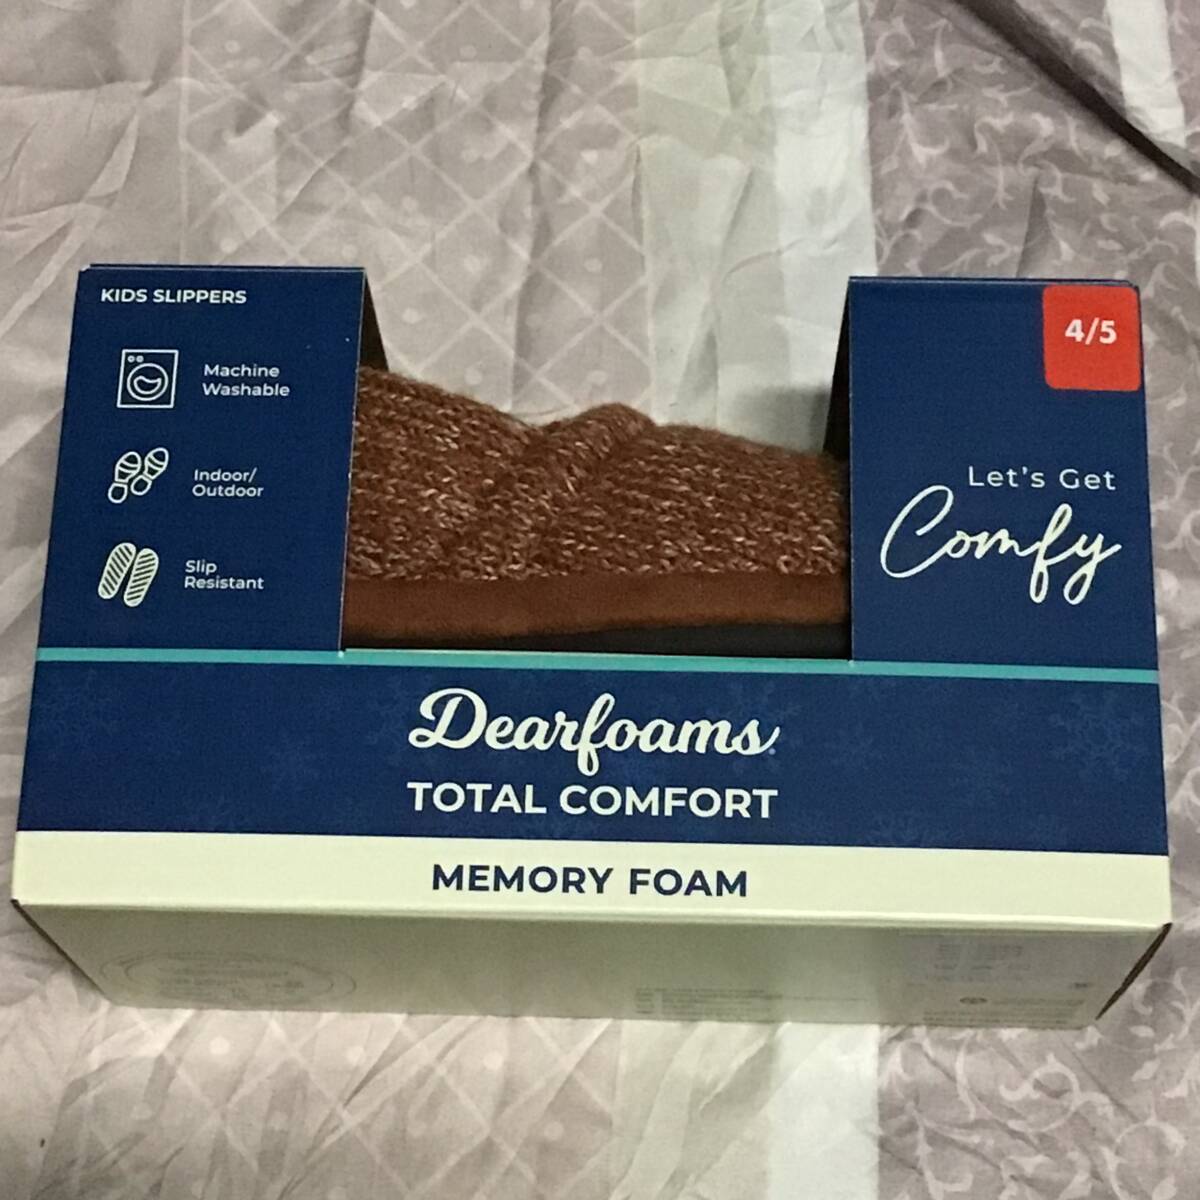 KIDS SLIPPERS
Machine
Washable
Indoor/
Outdoor
Slip
Resistant
4/5
Let's Get
Comfy
Dearfoams
TOTAL COMFORT
MEMORY FOAM